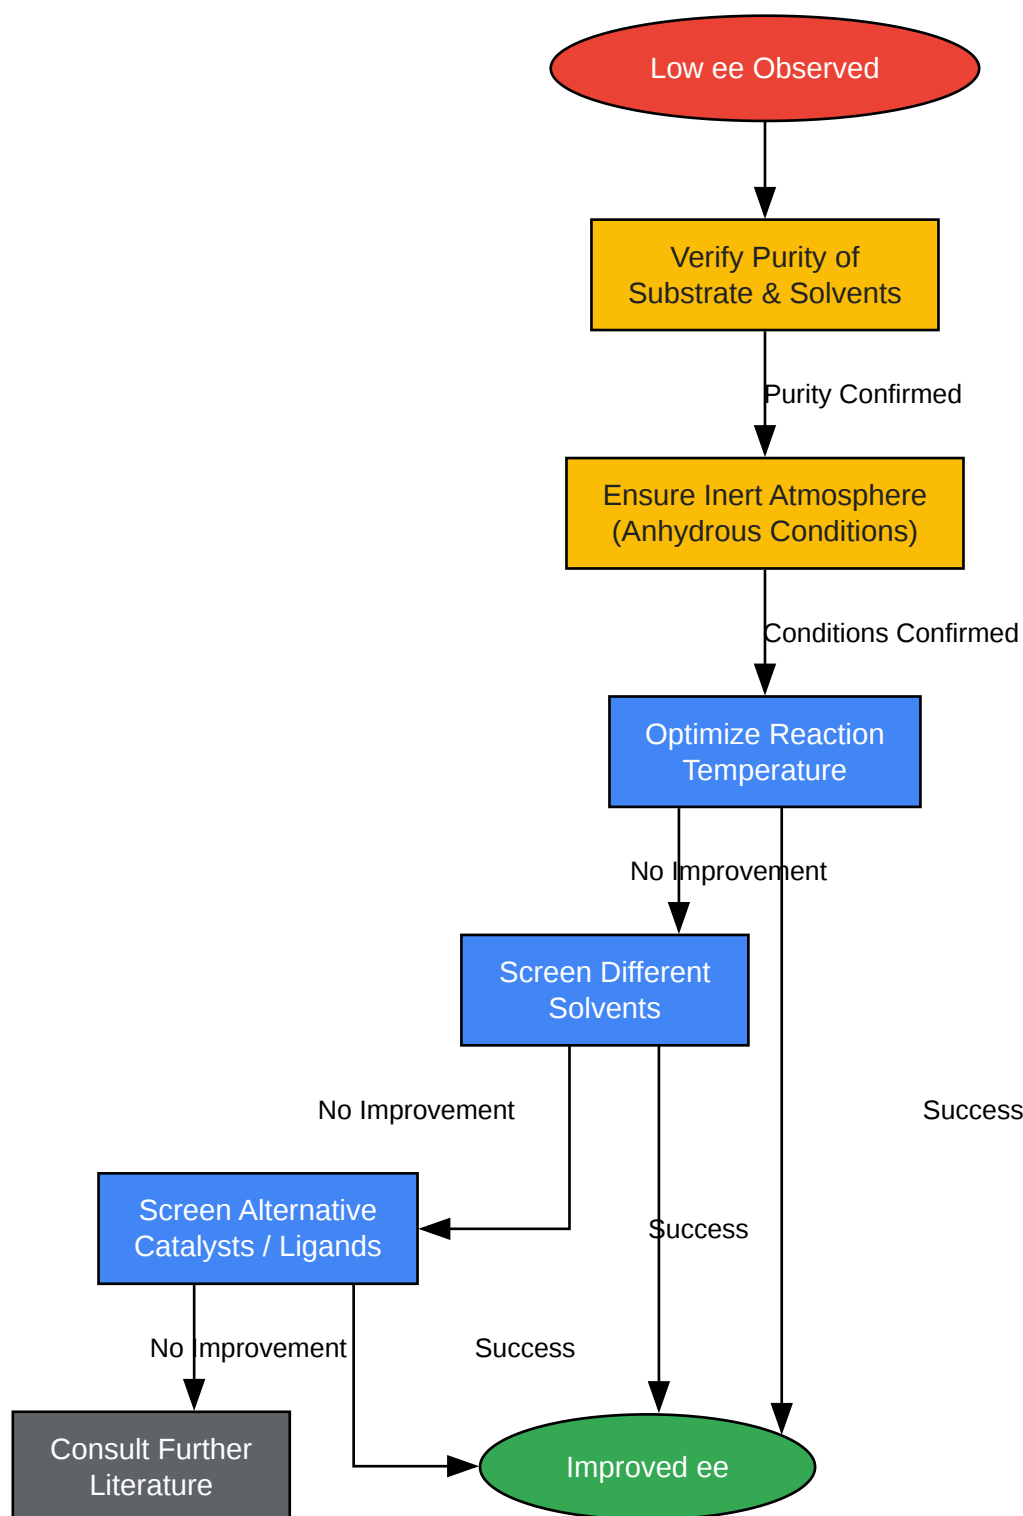 Low ee Observed
Verify Purity of
Substrate & Solvents
Purity Confirmed
Ensure Inert Atmosphere
(Anhydrous Conditions)
Conditions Confirmed
Optimize Reaction
Temperature
No Improvement
Screen Different
Solvents
No Improvement
Success
Screen Alternative
Catalysts / Ligands
Success
No Improvement
Success
Consult Further
Literature
Improved ee